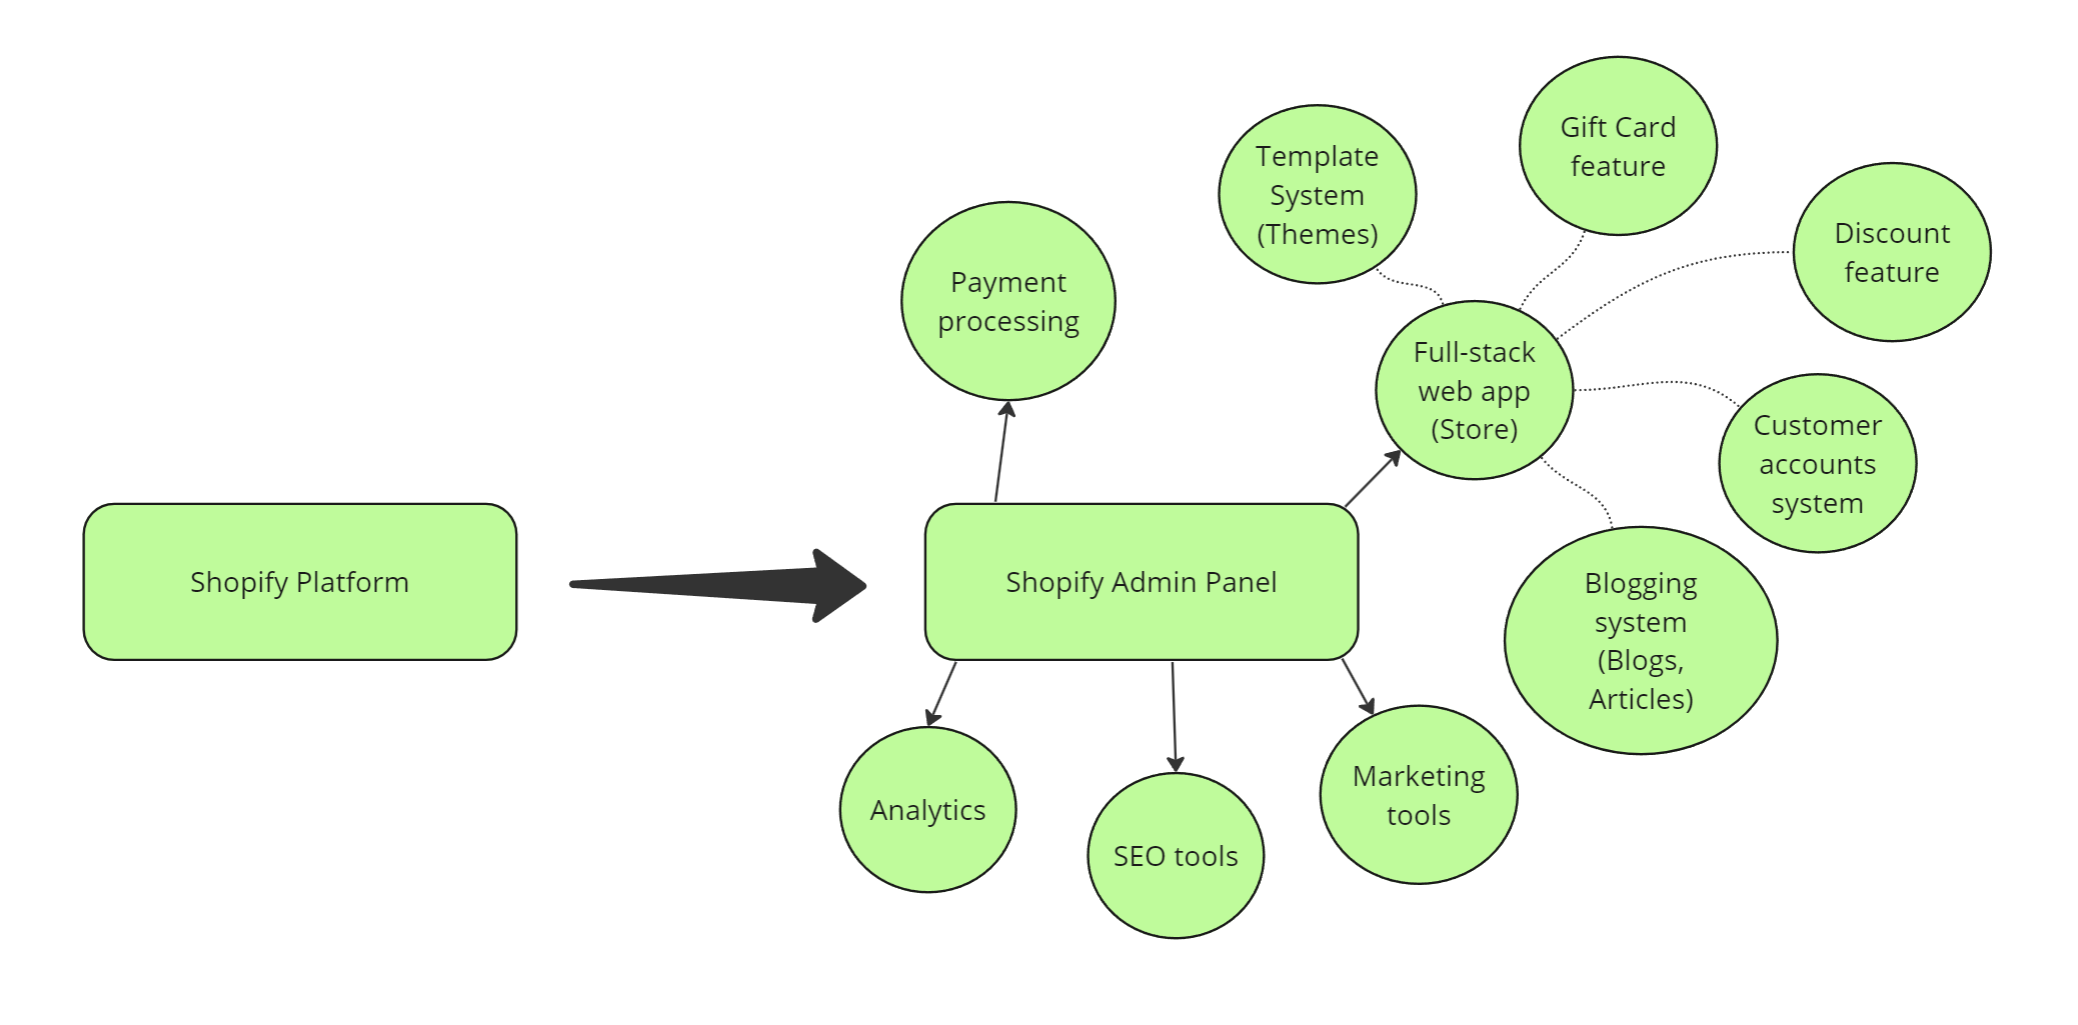 Gift Card
feature
Template
System
(Themes)
Discount
feature
Payment
processing
Full-stack
web app
(Store)
Customer
accounts
system
Shopify Platform
Shopify Admin Panel
Blogging
system
(Blogs,
Articles)
Analytics
SEO tools
Marketing
tools